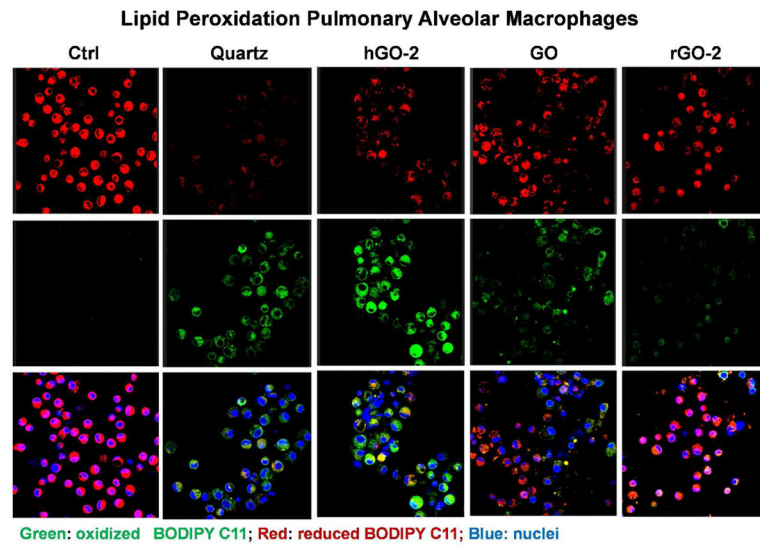 Lipid Peroxidation Pulmonary Alveolar Macrophages
Ctrl Quartz hGO-2 GO rGO-2
Green: oxidized BODIPY C11; Red: reduced BODIPY C11; Blue: nuclei